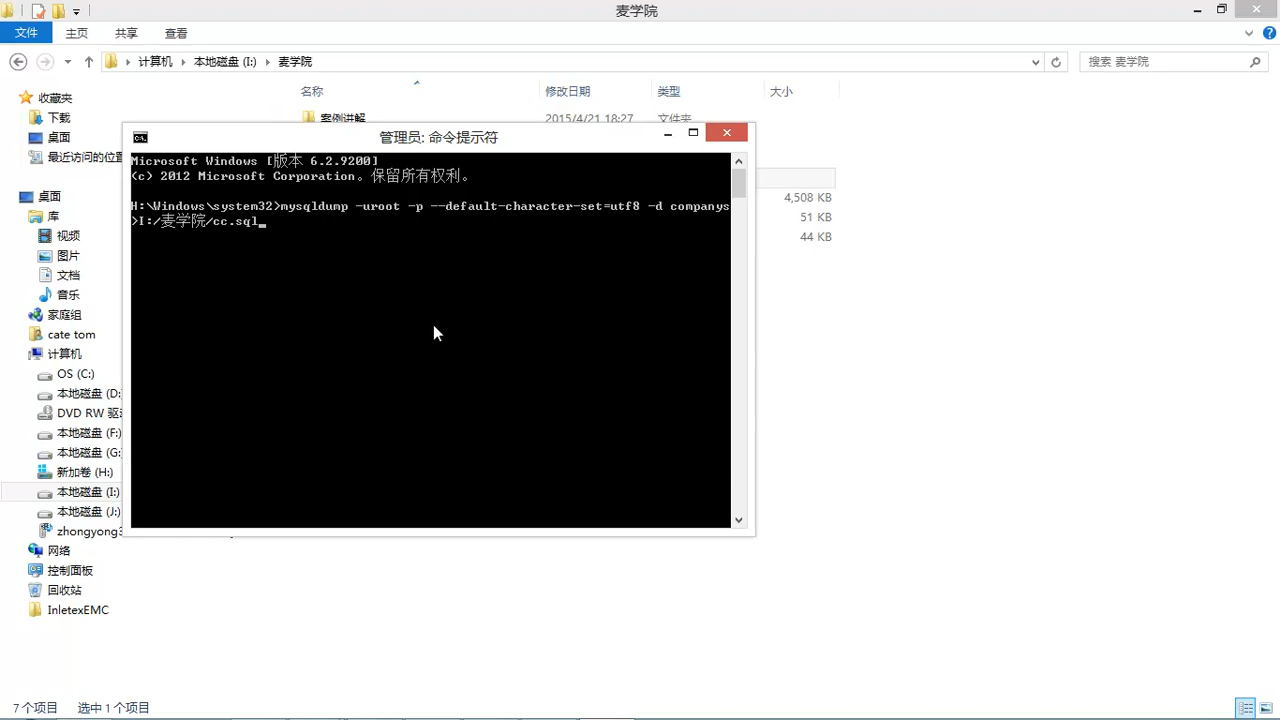 麦学院
文件 主页 共享 查看
计算机 本地磁盘 (I:) 麦学院 搜索 麦学院
名称 修改日期 类型 大小
收藏夹
下载
桌面
最近访问的位置
桌面
库
视频
图片
文档
音乐
家庭组
cate tom
计算机
OS (C:)
本地磁盘 (D:
DVD RW 驱
本地磁盘 (F:)
本地磁盘 (G:
新加卷 (H:)
本地磁盘 (I:)
本地磁盘 (J:)
zhongyong3
网络
控制面板
回收站
InletexEMC
案例讲解 2015/4/21 18:27 文件夹
4,508 KB
51 KB
44 KB
管理员: 命令提示符
Microsoft Windows [版本 6.2.9200]
(c) 2012 Microsoft Corporation。保留所有权利。
H:\Windows\system32>mysqldump -uroot -p --default-character-set=utf8 -d companys
>I:/麦学院/cc.sql
7 个项目 选中 1 个项目